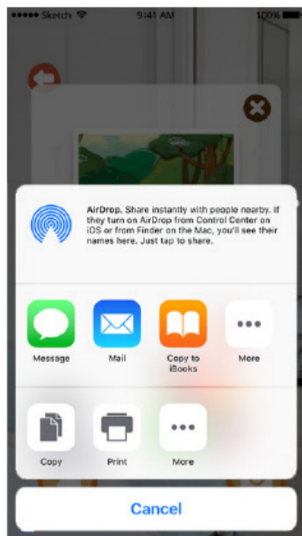 Sketch 9:41 AM 100%
AirDrop. Share instantly with people nearby. If
they turn on AirDrop from Control Center on
iOS or from Finder on the Mac, you'll see their
names here. Just tap to share.
Message Mail Copy to iBooks More
Copy Print More
Cancel